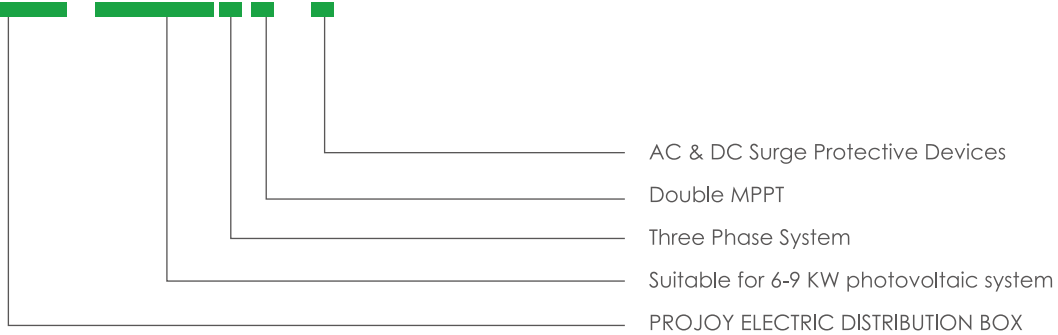 AC & DC Surge Protective Devices
Double MPPT
Three Phase System
Suitable for 6-9 KW photovoltaic system
PROJOY ELECTRIC DISTRIBUTION BOX